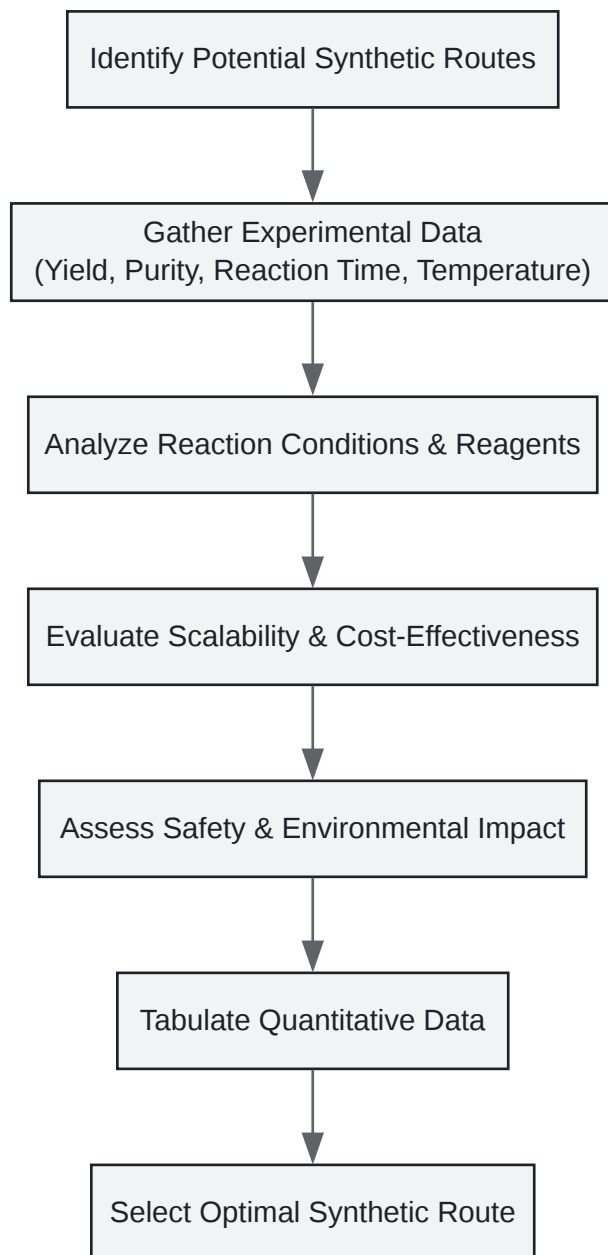 Identify Potential Synthetic Routes
Gather Experimental Data
(Yield, Purity, Reaction Time, Temperature)
Analyze Reaction Conditions & Reagents
Evaluate Scalability & Cost-Effectiveness
Assess Safety & Environmental Impact
Tabulate Quantitative Data
Select Optimal Synthetic Route